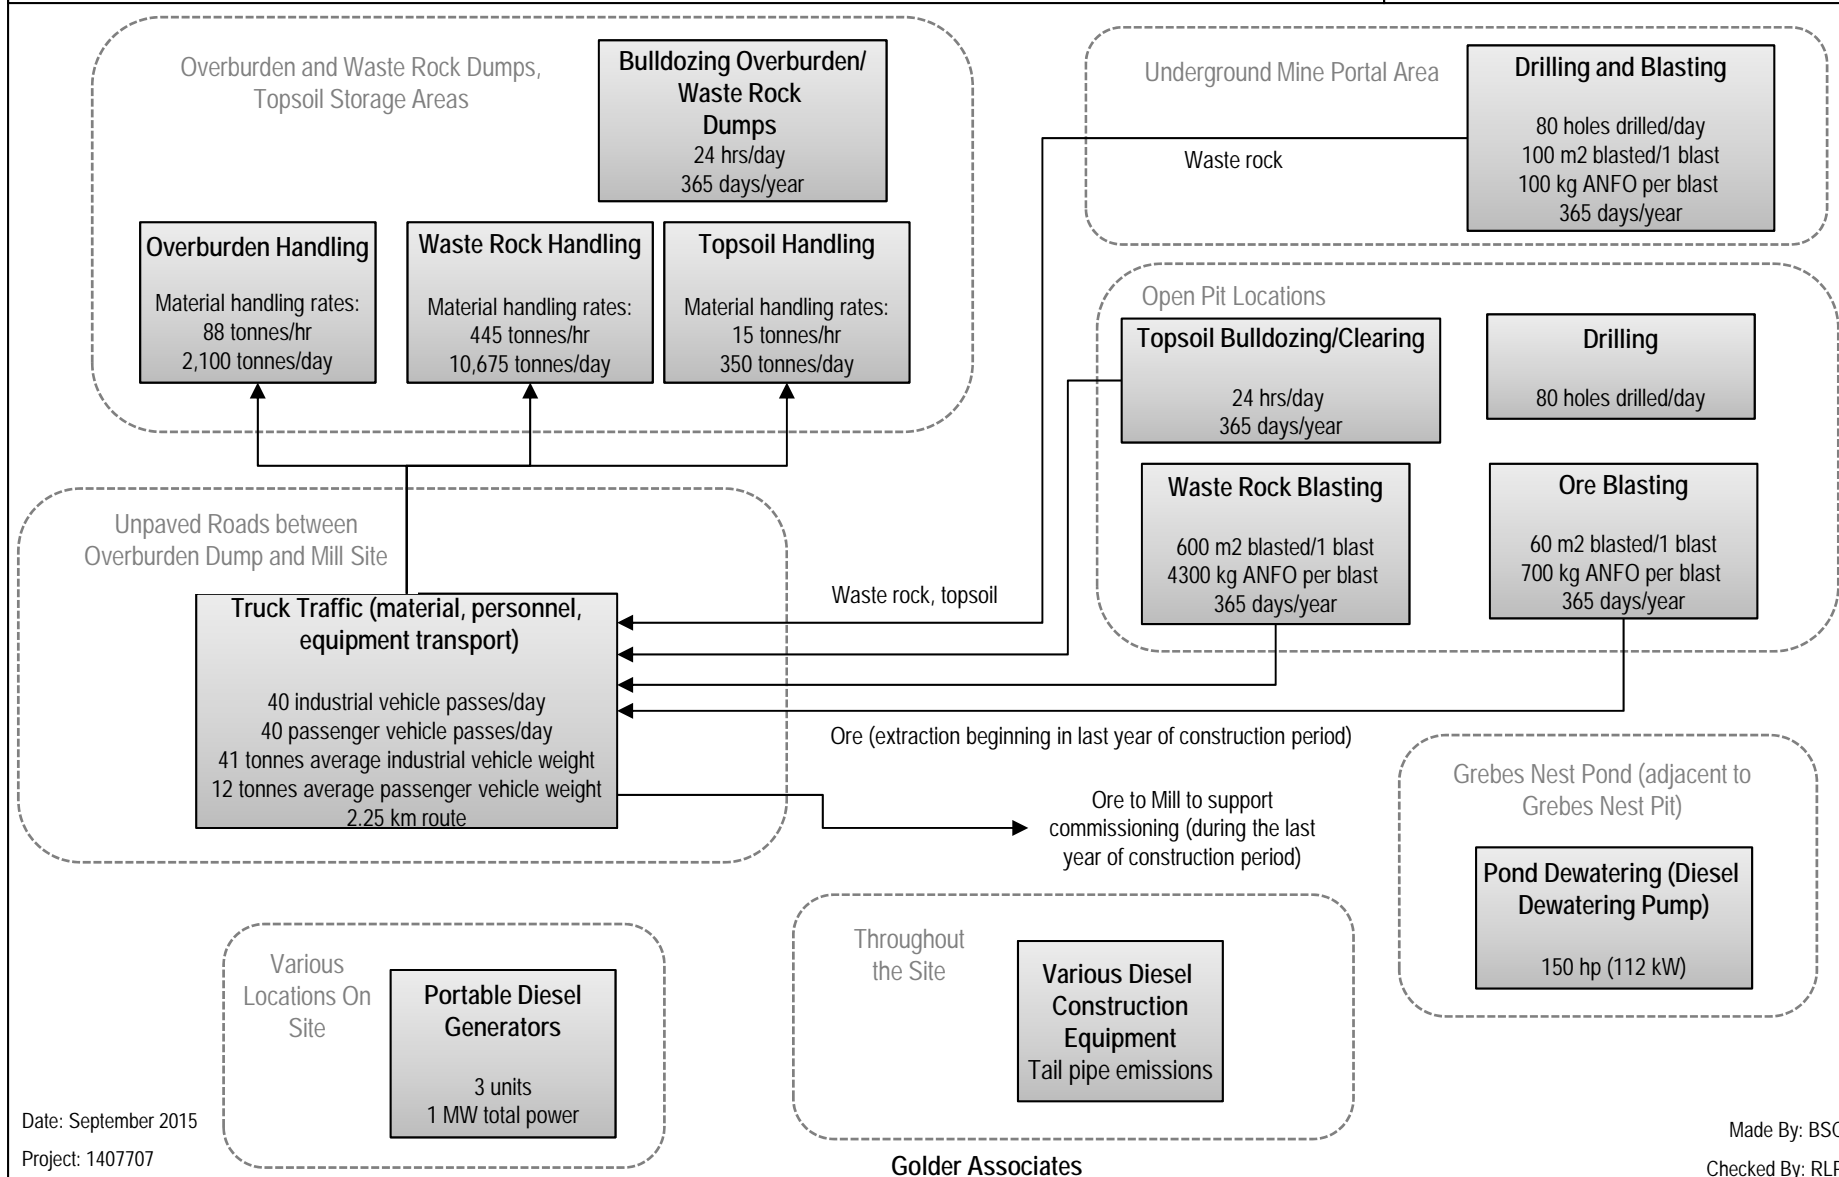 Overburden and Waste Rock Dumps,
Topsoil Storage Areas
Bulldozing Overburden/
Waste Rock
Dumps
24 hrs/day
365 days/year
Overburden Handling
Material handling rates:
88 tonnes/hr
2,100 tonnes/day
Waste Rock Handling
Material handling rates:
445 tonnes/hr
10,675 tonnes/day
Topsoil Handling
Material handling rates:
15 tonnes/hr
350 tonnes/day
Underground Mine Portal Area
Drilling and Blasting
80 holes drilled/day
100 m2 blasted/1 blast
100 kg ANFO per blast
365 days/year
Waste rock
Open Pit Locations
Topsoil Bulldozing/Clearing
24 hrs/day
365 days/year
Drilling
80 holes drilled/day
Waste Rock Blasting
600 m2 blasted/1 blast
4300 kg ANFO per blast
365 days/year
Ore Blasting
60 m2 blasted/1 blast
700 kg ANFO per blast
365 days/year
Unpaved Roads between
Overburden Dump and Mill Site
Truck Traffic (material, personnel,
equipment transport)
40 industrial vehicle passes/day
40 passenger vehicle passes/day
41 tonnes average industrial vehicle weight
12 tonnes average passenger vehicle weight
2.25 km route
Waste rock, topsoil
Ore (extraction beginning in last year of construction period)
Ore to Mill to support
commissioning (during the last
year of construction period)
Grebes Nest Pond (adjacent to
Grebes Nest Pit)
Pond Dewatering (Diesel
Dewatering Pump)
150 hp (112 kW)
Various
Locations On
Site
Portable Diesel
Generators
3 units
1 MW total power
Throughout
the Site
Various Diesel
Construction
Equipment
Tail pipe emissions
Date: September 2015
Project: 1407707
Golder Associates
Made By: BSC
Checked By: RLP